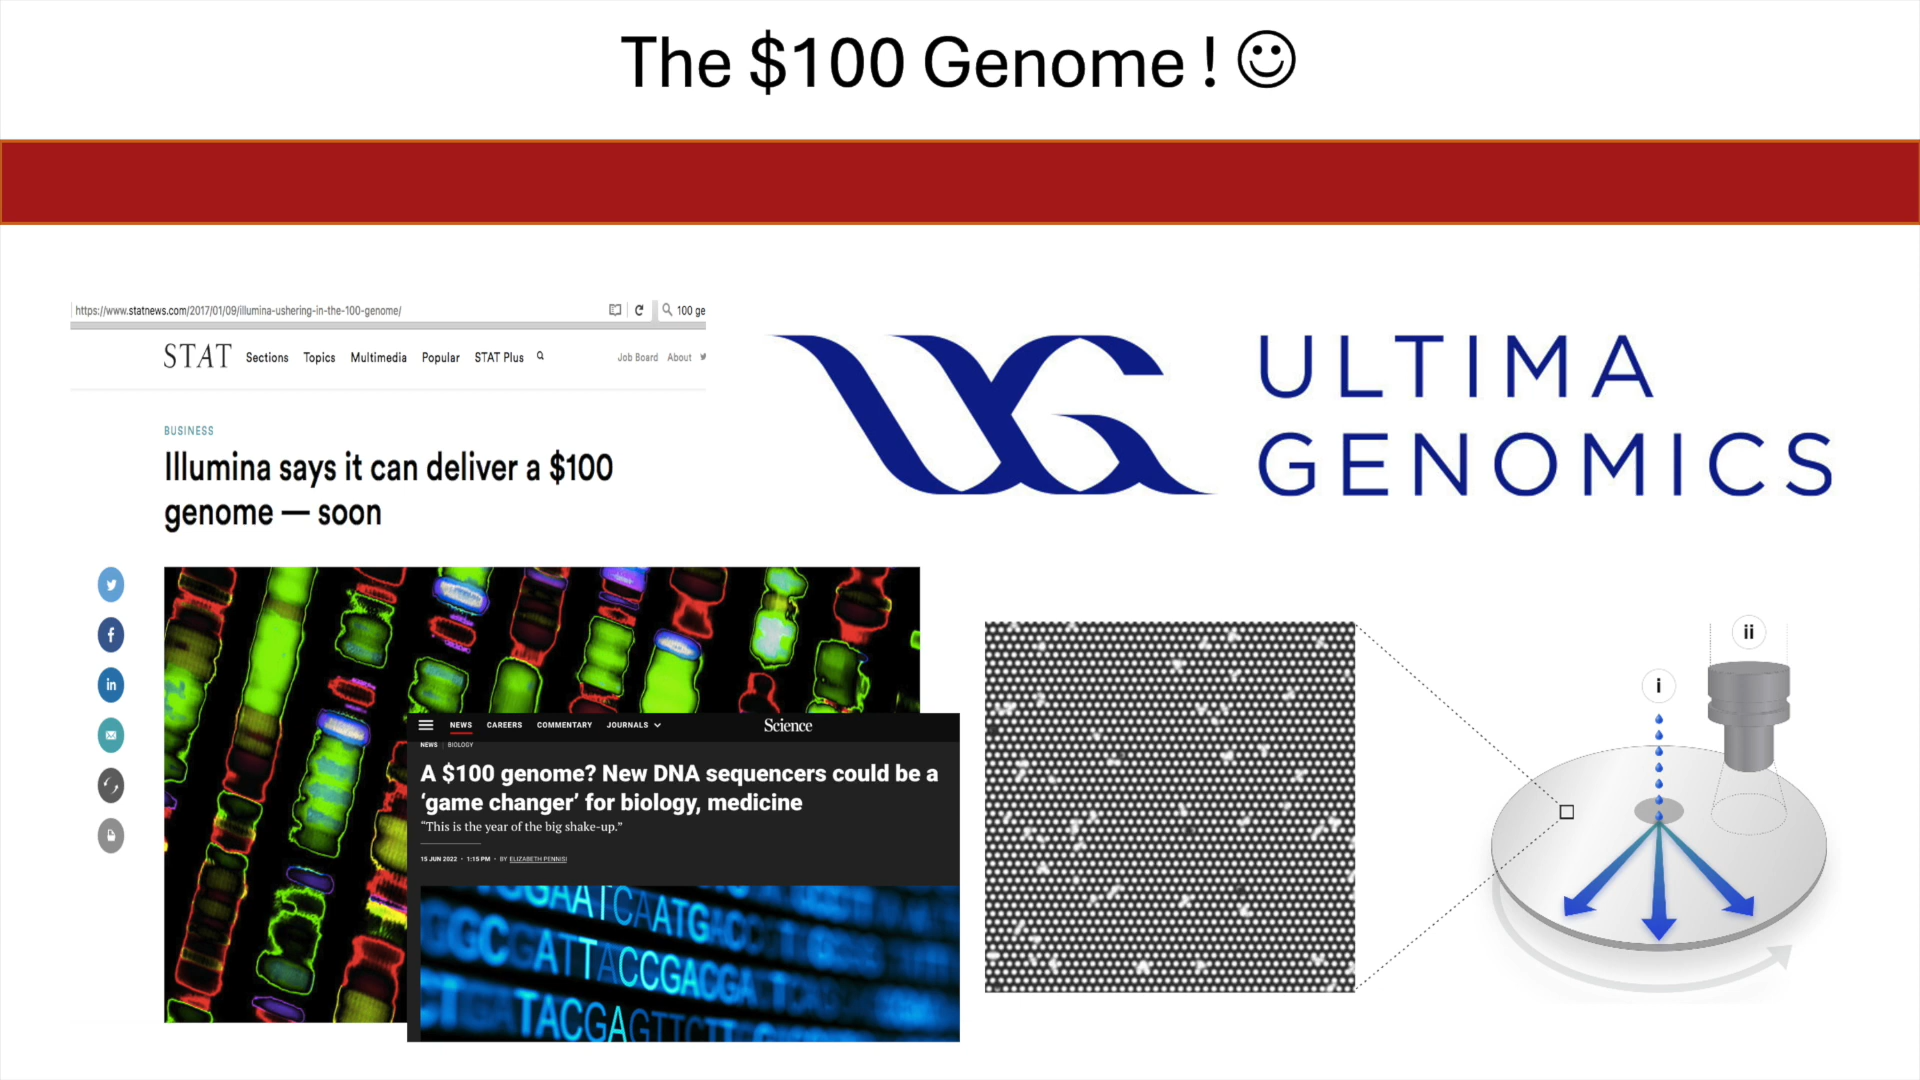 The $100 Genome ! ☺
https://www.statnews.com/2017/01/09/illumina-ushering-in-the-100-genome/
100 ge
STAT Sections Topics Multimedia Popular STAT Plus Job Board About
BUSINESS
Illumina says it can deliver a $100
genome — soon
ULTIMA
GENOMICS
NEWS CAREERS COMMENTARY JOURNALS Science
NEWS | BIOLOGY
A $100 genome? New DNA sequencers could be a
‘game changer’ for biology, medicine
“This is the year of the big shake-up.”
15 JUN 2022 • 1:15 PM • BY ELIZABETH PENNISI
CAATGACC
GGC GATTACCGACGA
TACGAGTTCTT
i
ii